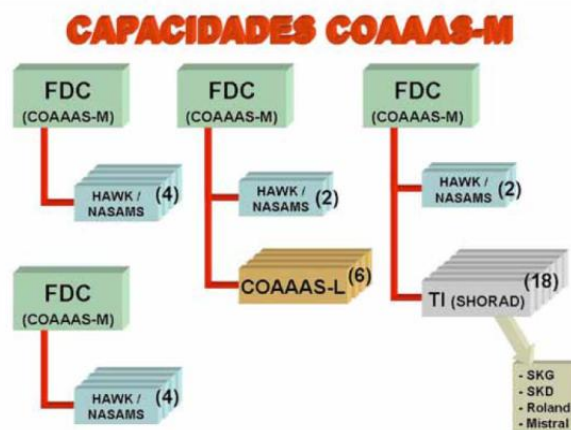 CAPACIDADES COAAAS-M
FDC
(COAAAS-M)
HAWK /
NASAMS
(4)
FDC
(COAAAS-M)
HAWK /
NASAMS
(2)
COAAAS-L
(6)
FDC
(COAAAS-M)
HAWK /
NASAMS
(2)
TI (SHORAD)
(18)
- SKG
- SKD
- Roland
- Mistral
FDC
(COAAAS-M)
HAWK /
NASAMS
(4)